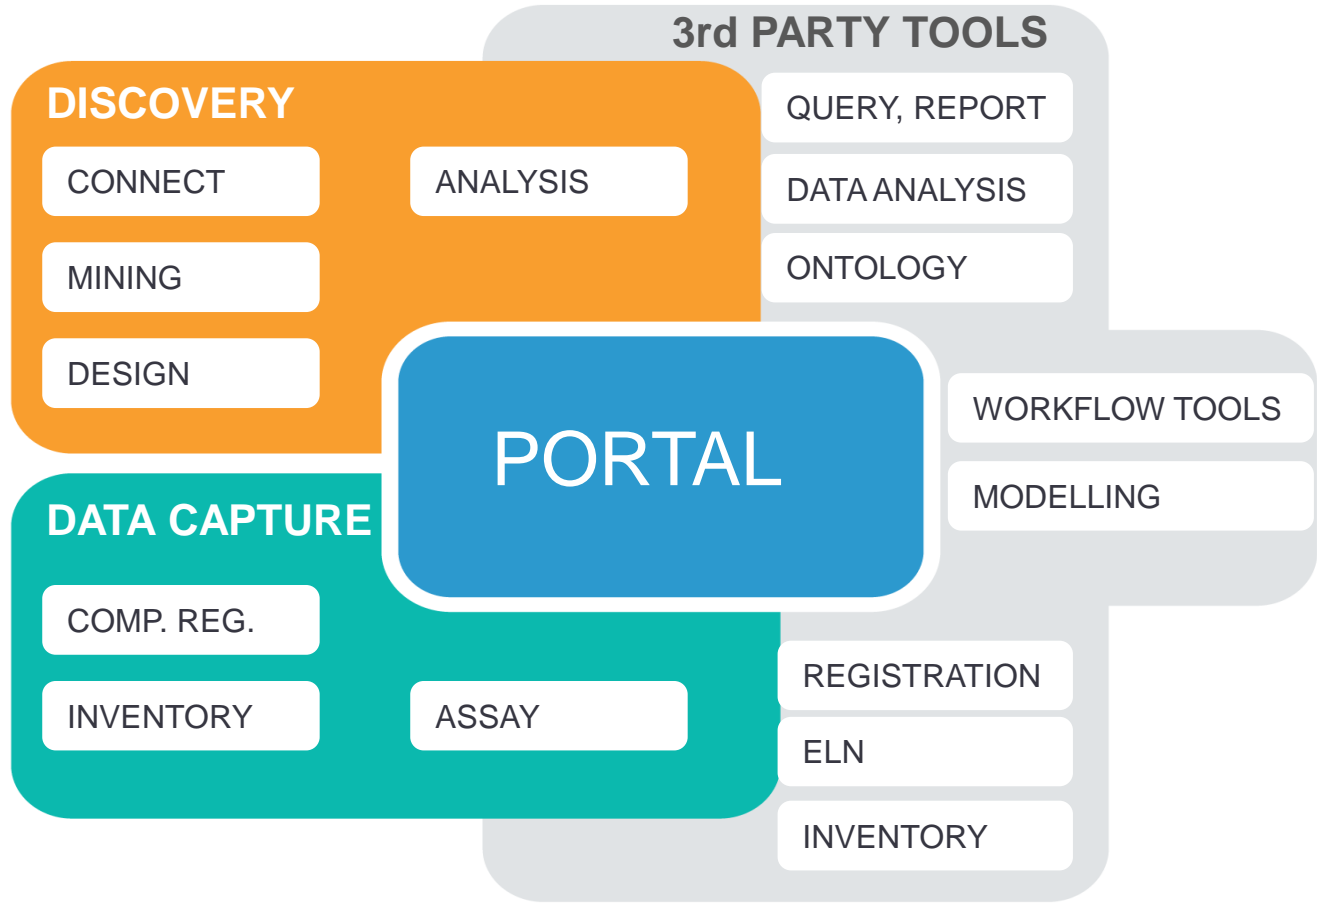 3rd PARTY TOOLS
DISCOVERY
CONNECT
ANALYSIS
MINING
DESIGN
QUERY, REPORT
DATA ANALYSIS
ONTOLOGY
PORTAL
WORKFLOW TOOLS
MODELLING
DATA CAPTURE
COMP. REG.
INVENTORY
ASSAY
REGISTRATION
ELN
INVENTORY